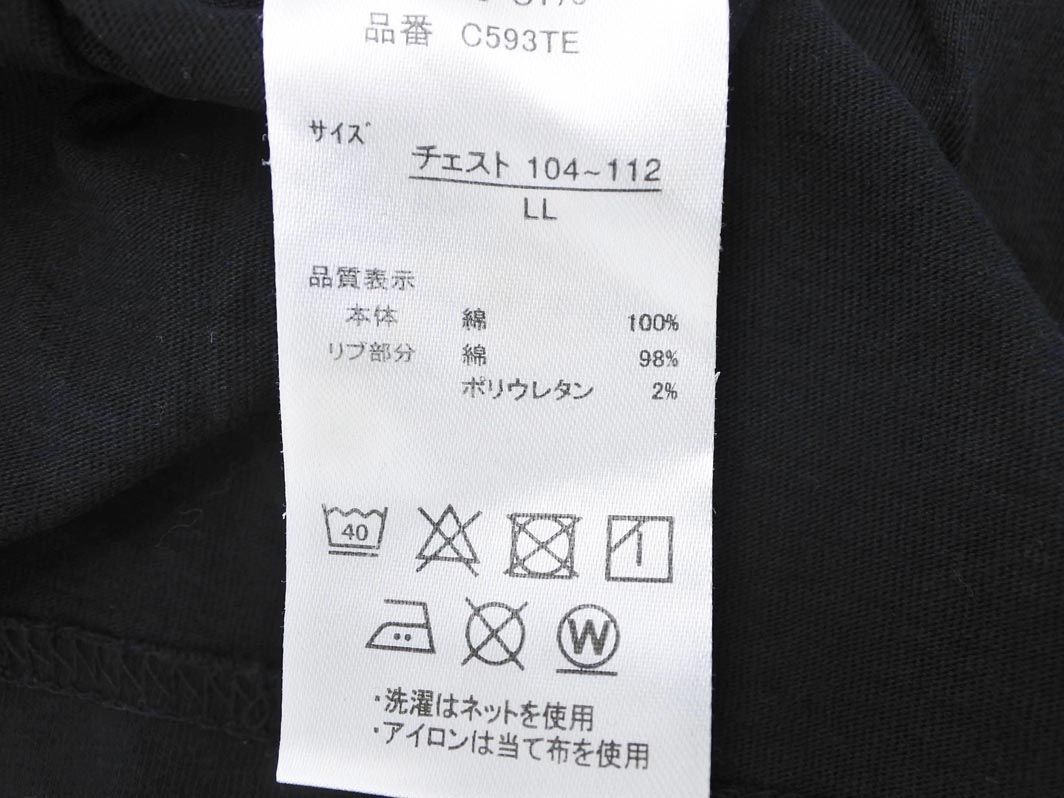 品番 C593TE
サイズ
チェスト 104~112
LL
品質表示
本体 綿 100%
リブ部分 綿 98%
ポリウレタン 2%
40
W
・洗濯はネットを使用
・アイロンは当て布を使用